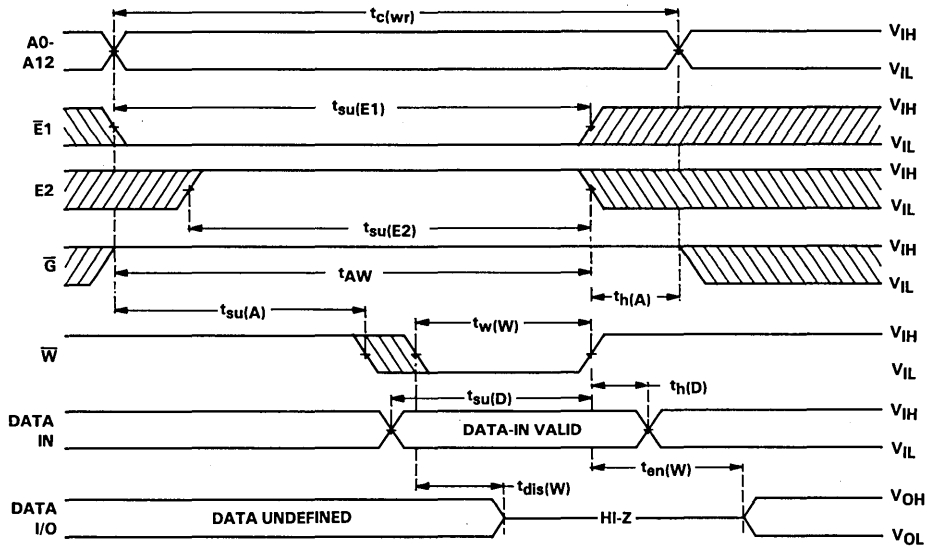 tc(wr)
A0-
A12
VIH
VIL
E1
tsu(E1)
VIH
VIL
E2
tsu(E2)
VIH
VIL
G
tAW
th(A)
VIH
VIL
tsu(A)
tw(W)
W
VIH
VIL
tsu(D)
th(D)
DATA
IN
DATA-IN VALID
VIH
VIL
ten(W)
tdis(W)
DATA
I/O
DATA UNDEFINED
HI-Z
VOH
VOL